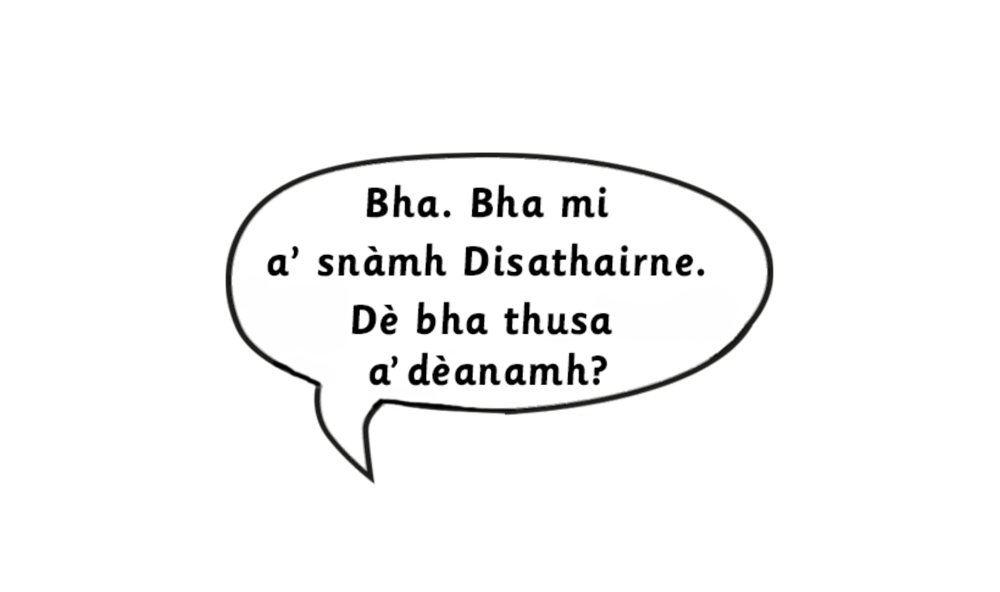 Bha. Bha mi
a’ snàmh Disathairne.
Dè bha thusa
a’ dèanamh?